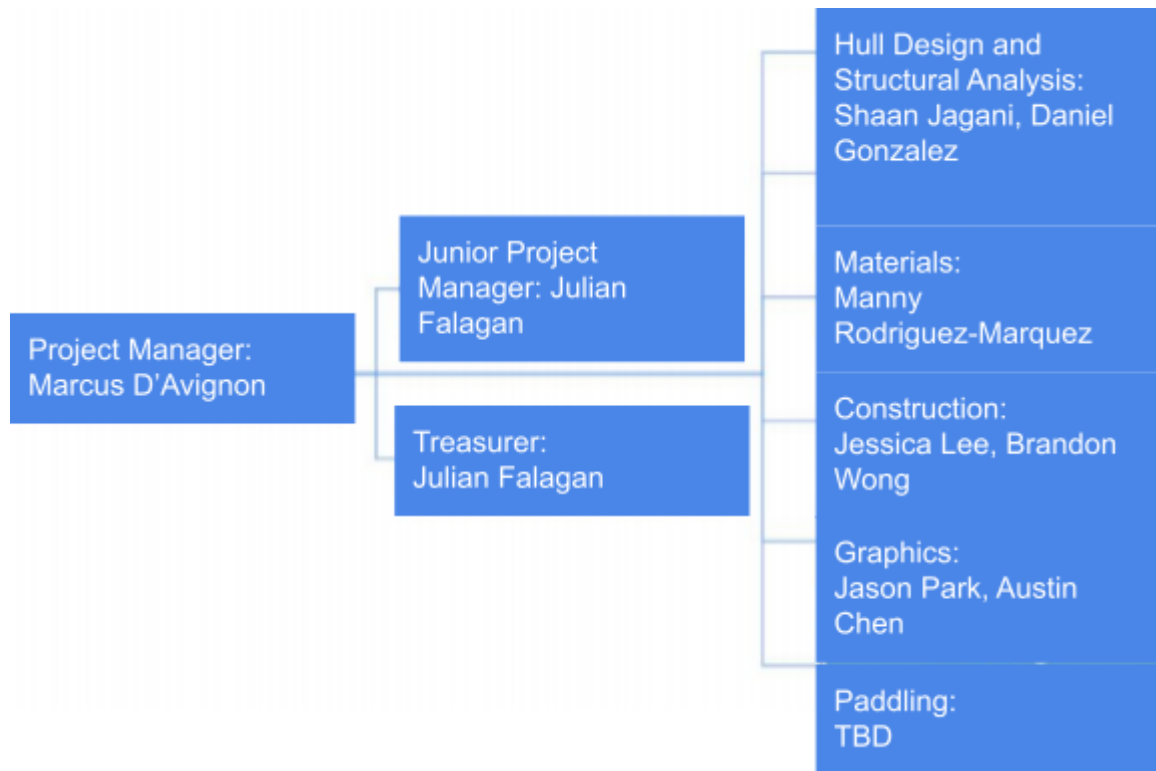 Project Manager:
Marcus D'Avignon
Junior Project
Manager: Julian
Falagan
Treasurer:
Julian Falagan
Hull Design and
Structural Analysis:
Shaan Jagani, Daniel
Gonzalez
Materials:
Manny
Rodriguez-Marquez
Construction:
Jessica Lee, Brandon
Wong
Graphics:
Jason Park, Austin
Chen
Paddling:
TBD